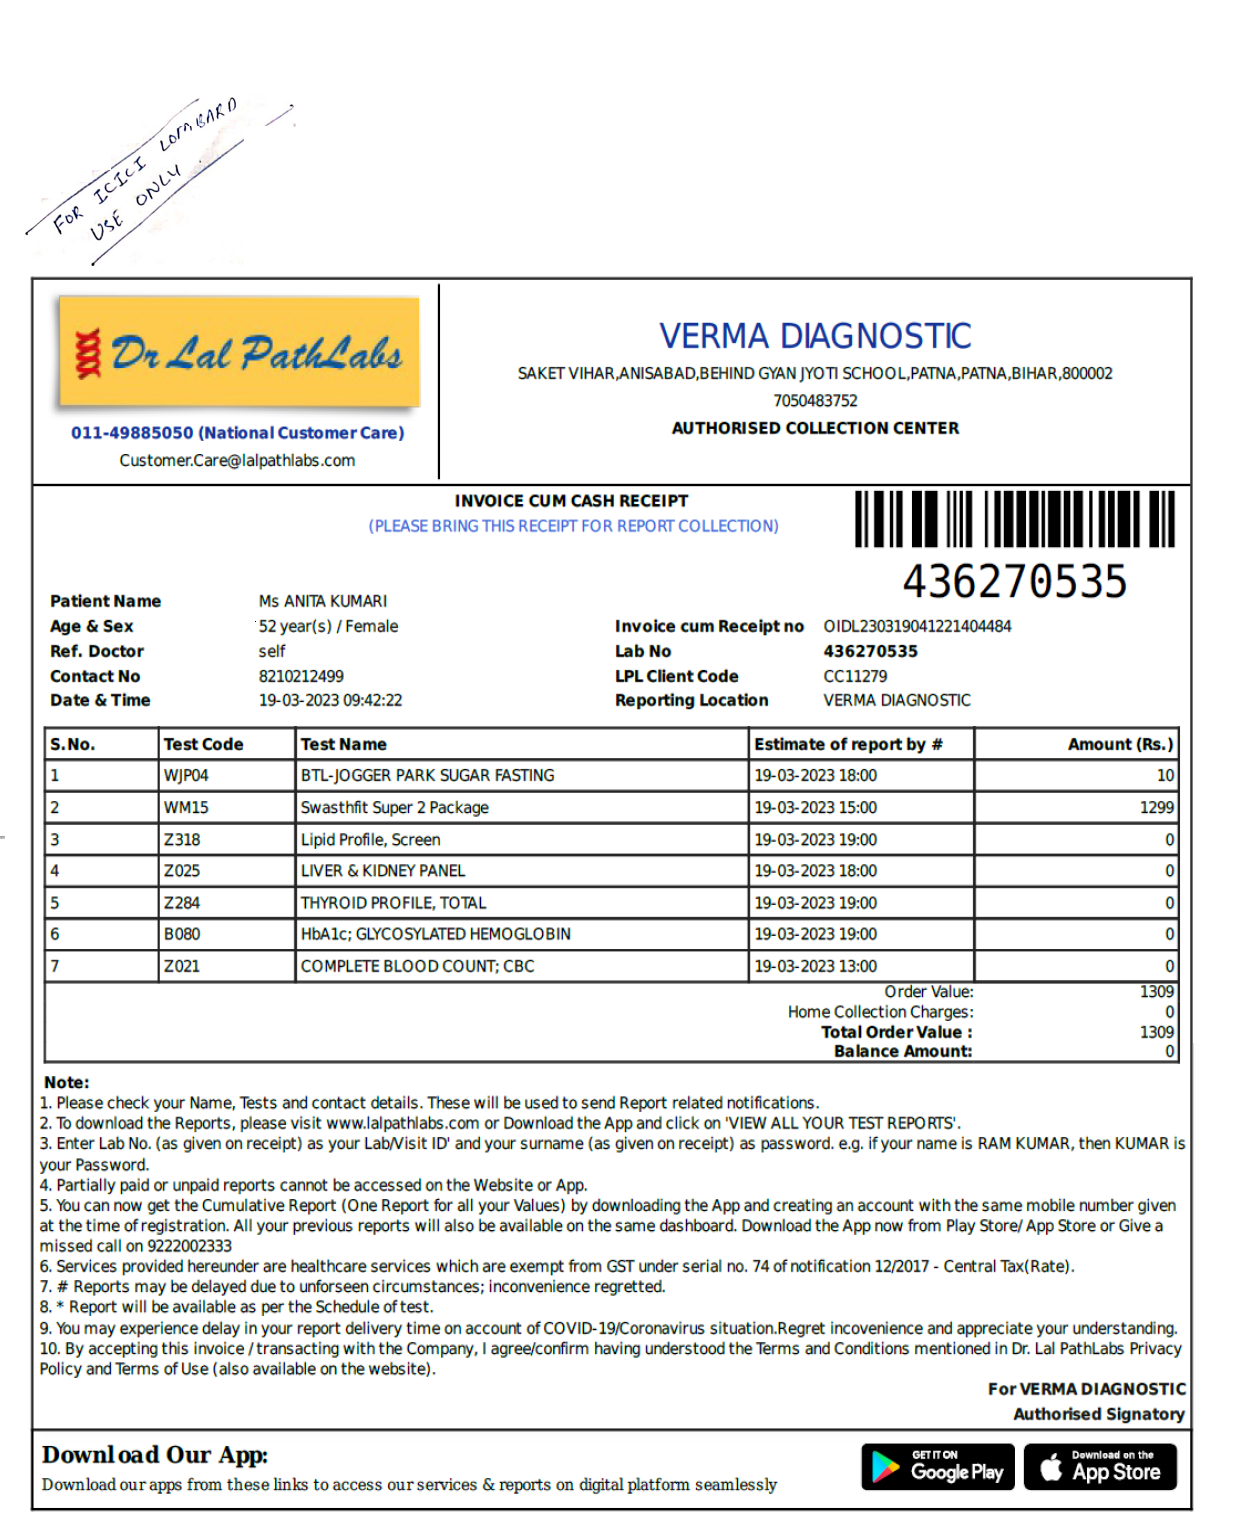 FOR ICICI LOMBARD
USE ONLY
Dr Lal PathLabs
011-49885050 (National Customer Care)
Customer.Care@lalpathlabs.com
VERMA DIAGNOSTIC
SAKET VIHAR,ANISABAD,BEHIND GYAN JYOTI SCHOOL,PATNA,PATNA,BIHAR,800002
7050483752
AUTHORISED COLLECTION CENTER
INVOICE CUM CASH RECEIPT
(PLEASE BRING THIS RECEIPT FOR REPORT COLLECTION)
436270535
Patient Name Ms ANITA KUMARI
Age & Sex 52 year(s) / Female Invoice cum Receipt no OIDL230319041221404484
Ref. Doctor self Lab No 436270535
Contact No 8210212499 LPL Client Code CC11279
Date & Time 19-03-2023 09:42:22 Reporting Location VERMA DIAGNOSTIC
S.No. Test Code Test Name Estimate of report by # Amount (Rs.)
1 WJP04 BTL-JOGGER PARK SUGAR FASTING 19-03-2023 18:00 10
2 WM15 Swasthfit Super 2 Package 19-03-2023 15:00 1299
3 Z318 Lipid Profile, Screen 19-03-2023 19:00 0
4 Z025 LIVER & KIDNEY PANEL 19-03-2023 18:00 0
5 Z284 THYROID PROFILE, TOTAL 19-03-2023 19:00 0
6 B080 HbA1c; GLYCOSYLATED HEMOGLOBIN 19-03-2023 19:00 0
7 Z021 COMPLETE BLOOD COUNT; CBC 19-03-2023 13:00 0
Order Value: 1309
Home Collection Charges: 0
Total Order Value : 1309
Balance Amount: 0
Note:
1. Please check your Name, Tests and contact details. These will be used to send Report related notifications.
2. To download the Reports, please visit www.lalpathlabs.com or Download the App and click on 'VIEW ALL YOUR TEST REPORTS'.
3. Enter Lab No. (as given on receipt) as your Lab/Visit ID' and your surname (as given on receipt) as password. e.g. if your name is RAM KUMAR, then KUMAR is
your Password.
4. Partially paid or unpaid reports cannot be accessed on the Website or App.
5. You can now get the Cumulative Report (One Report for all your Values) by downloading the App and creating an account with the same mobile number given
at the time of registration. All your previous reports will also be available on the same dashboard. Download the App now from Play Store/ App Store or Give a
missed call on 9222002333
6. Services provided hereunder are healthcare services which are exempt from GST under serial no. 74 of notification 12/2017 - Central Tax(Rate).
7. # Reports may be delayed due to unforseen circumstances; inconvenience regretted.
8. * Report will be available as per the Schedule of test.
9. You may experience delay in your report delivery time on account of COVID-19/Coronavirus situation.Regret incovenience and appreciate your understanding.
10. By accepting this invoice / transacting with the Company, I agree/confirm having understood the Terms and Conditions mentioned in Dr. Lal PathLabs Privacy
Policy and Terms of Use (also available on the website).
For VERMA DIAGNOSTIC
Authorised Signatory
Download Our App:
Download our apps from these links to access our services & reports on digital platform seamlessly
GET IT ON
Google Play
Download on the
App Store